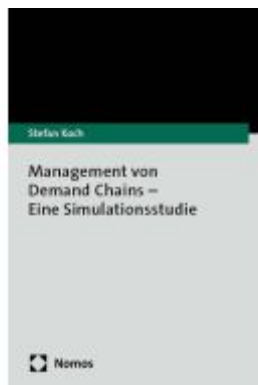 Stefan Koch
Management von
Demand Chains –
Eine Simulationsstudie
Nomos